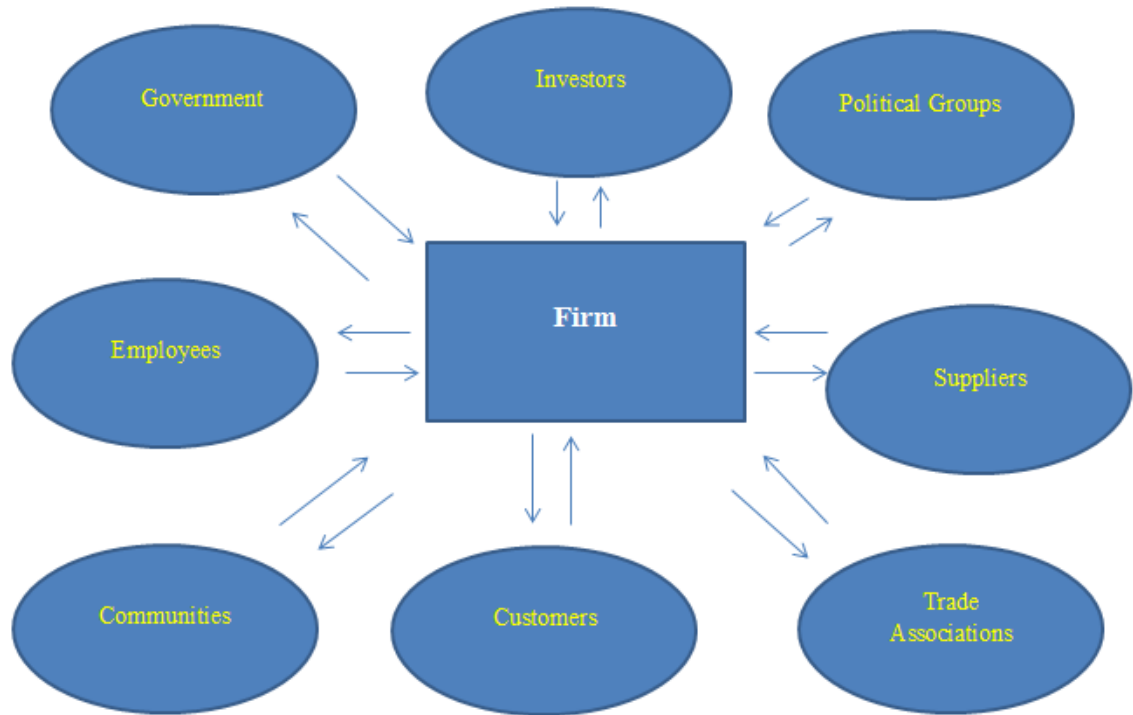 Government
Investors
Political Groups
Firm
Employees
Suppliers
Communities
Customers
Trade
Associations